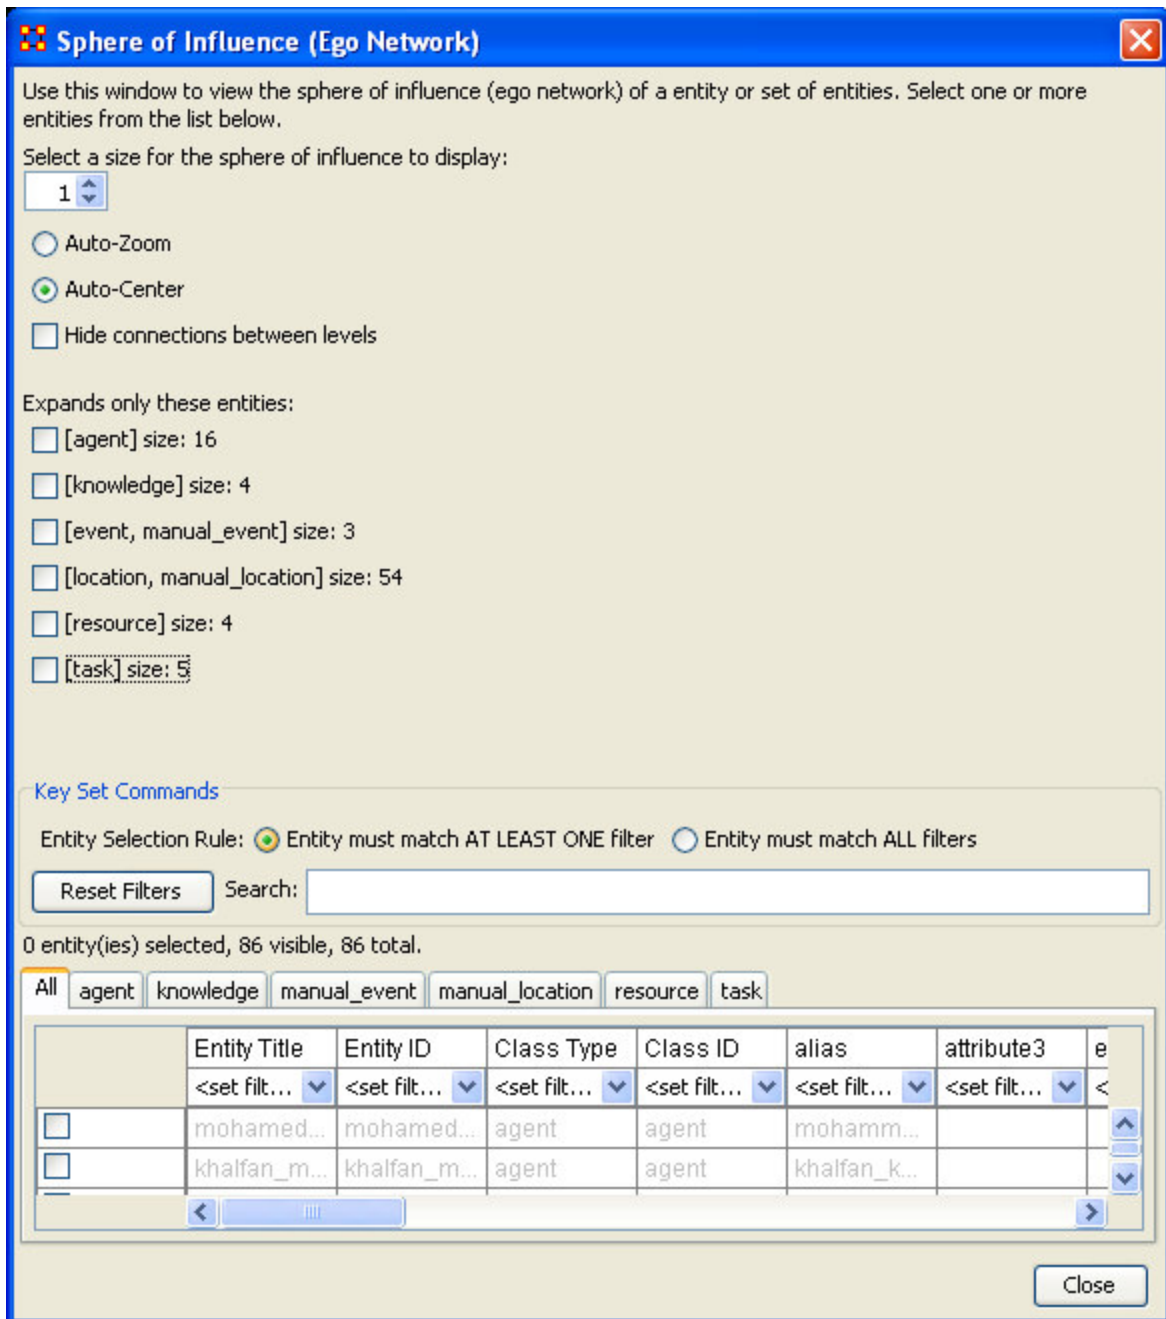 Sphere of Influence (Ego Network)
Use this window to view the sphere of influence (ego network) of a entity or set of entities. Select one or more
entities from the list below.
Select a size for the sphere of influence to display:
1
Auto-Zoom
Auto-Center
Hide connections between levels
Expands only these entities:
[agent] size: 16
[knowledge] size: 4
[event, manual_event] size: 3
[location, manual_location] size: 54
[resource] size: 4
[task] size: 5
Key Set Commands
Entity Selection Rule: Entity must match AT LEAST ONE filter Entity must match ALL filters
Reset Filters Search:
0 entity(ies) selected, 86 visible, 86 total.
All agent knowledge manual_event manual_location resource task
Entity Title Entity ID Class Type Class ID alias attribute3 e
<set filt... <set filt... <set filt... <set filt... <set filt... <set filt... <
mohamed... mohamed... agent agent mohamm...
khalfan_m... khalfan_m... agent agent khalfan_k...
Close